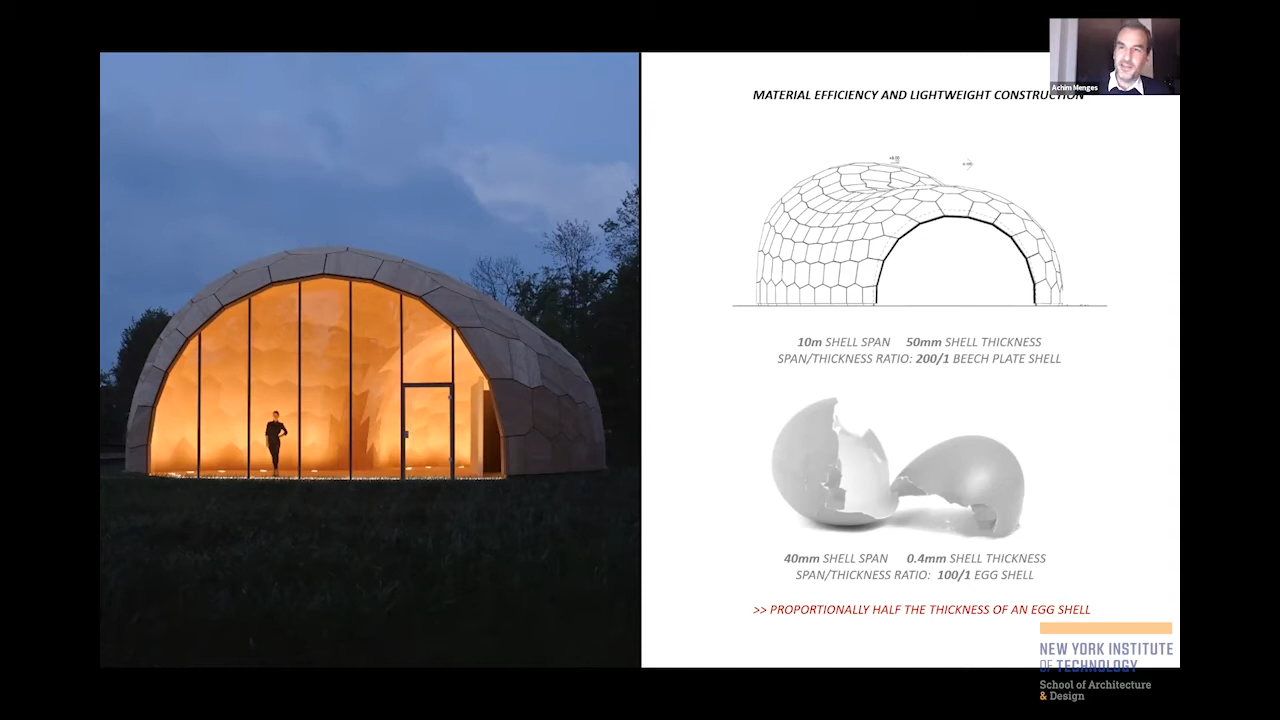 Achim Menges
MATERIAL EFFICIENCY AND LIGHTWEIGHT CONSTRUCTION
10m SHELL SPAN 50mm SHELL THICKNESS
SPAN/THICKNESS RATIO: 200/1 BEECH PLATE SHELL
40mm SHELL SPAN 0.4mm SHELL THICKNESS
SPAN/THICKNESS RATIO: 100/1 EGG SHELL
>> PROPORTIONALLY HALF THE THICKNESS OF AN EGG SHELL
NEW YORK INSTITUTE
OF TECHNOLOGY
School of Architecture
& Design